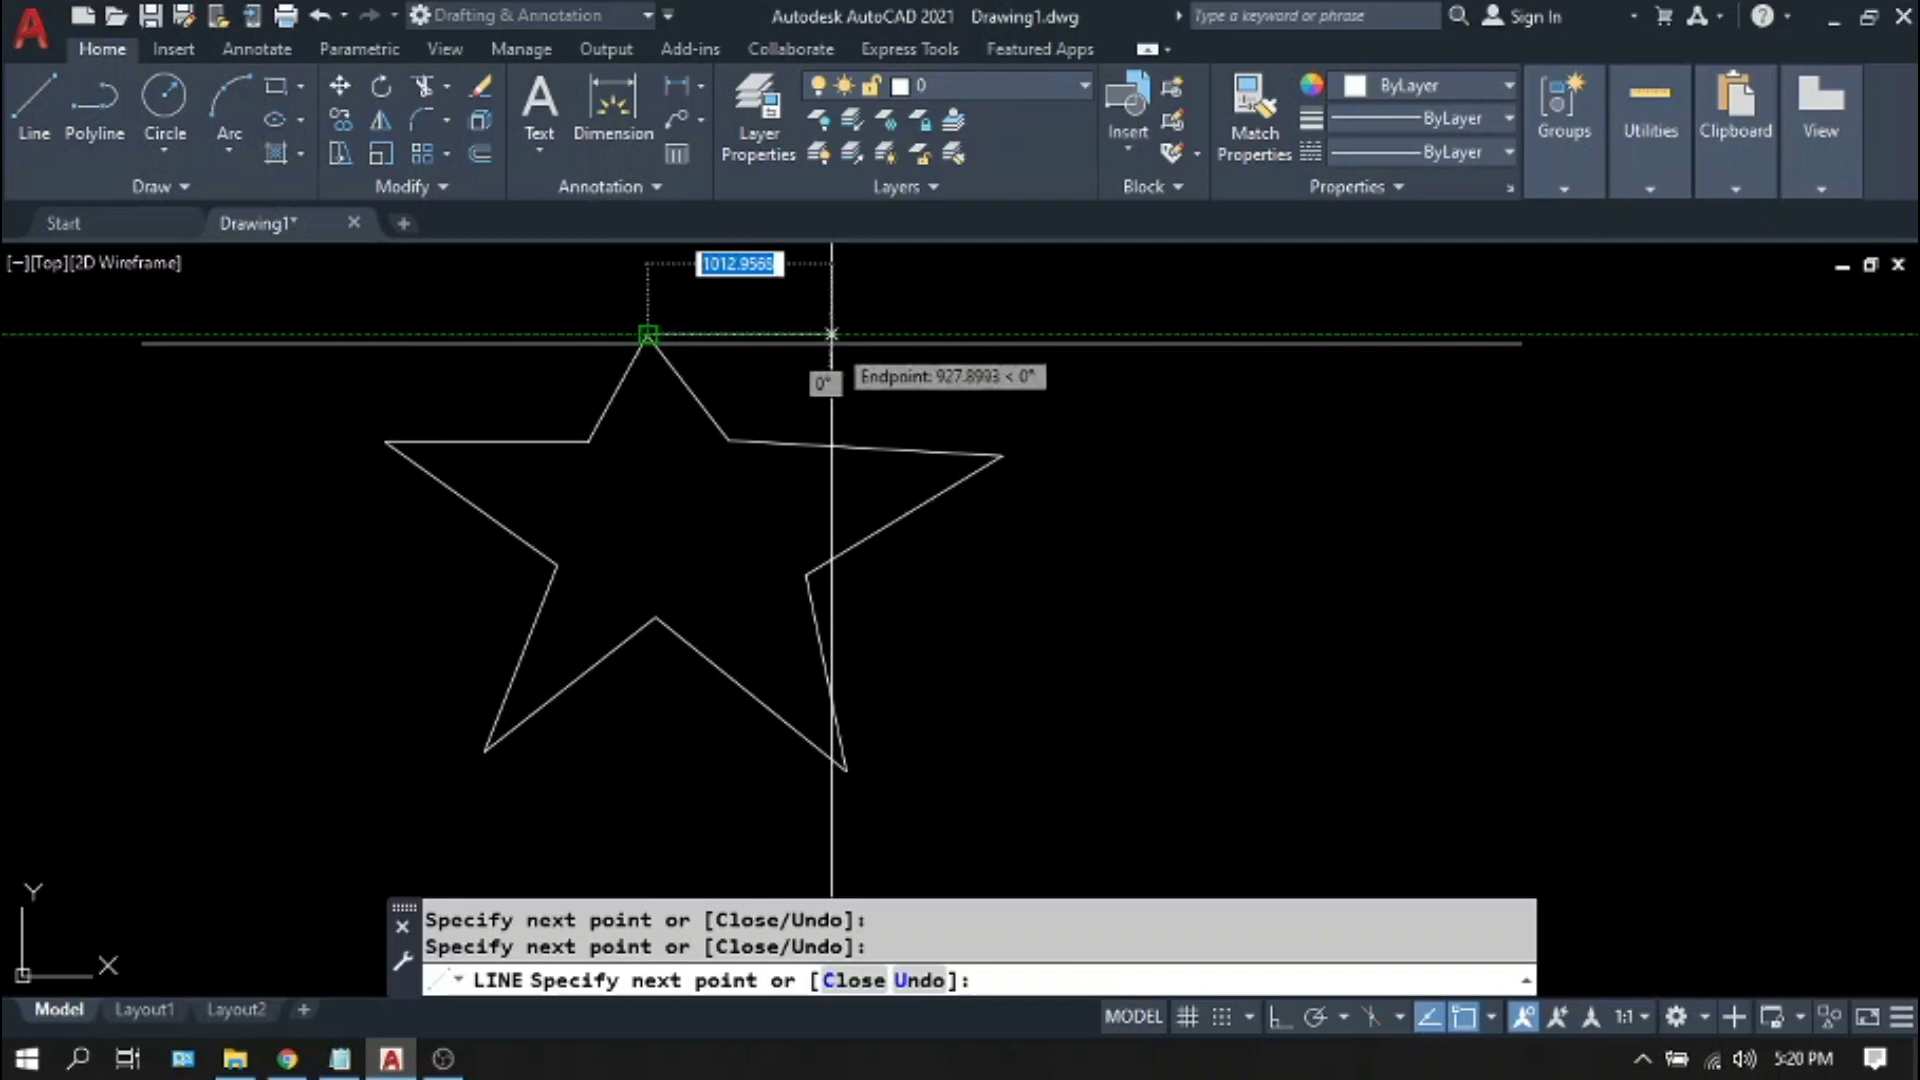 Drafting & Annotation
Autodesk AutoCAD 2021 Drawing1.dwg
Type a keyword or phrase
Sign In
Home Insert Annotate Parametric View Manage Output Add-ins Collaborate Express Tools Featured Apps
Line Polyline Circle Arc
Text Dimension
Layer Properties
0
Insert
Match Properties
ByLayer
ByLayer
ByLayer
Groups Utilities Clipboard View
Draw Modify Annotation Layers Block Properties
Start Drawing1*
[−][Top][2D Wireframe]
1012.9568
0° Endpoint: 927.8993 < 0°
Y
X
Specify next point or [Close/Undo]:
Specify next point or [Close/Undo]:
LINE Specify next point or [Close Undo]:
Model Layout1 Layout2 +
MODEL 1:1
5:20 PM